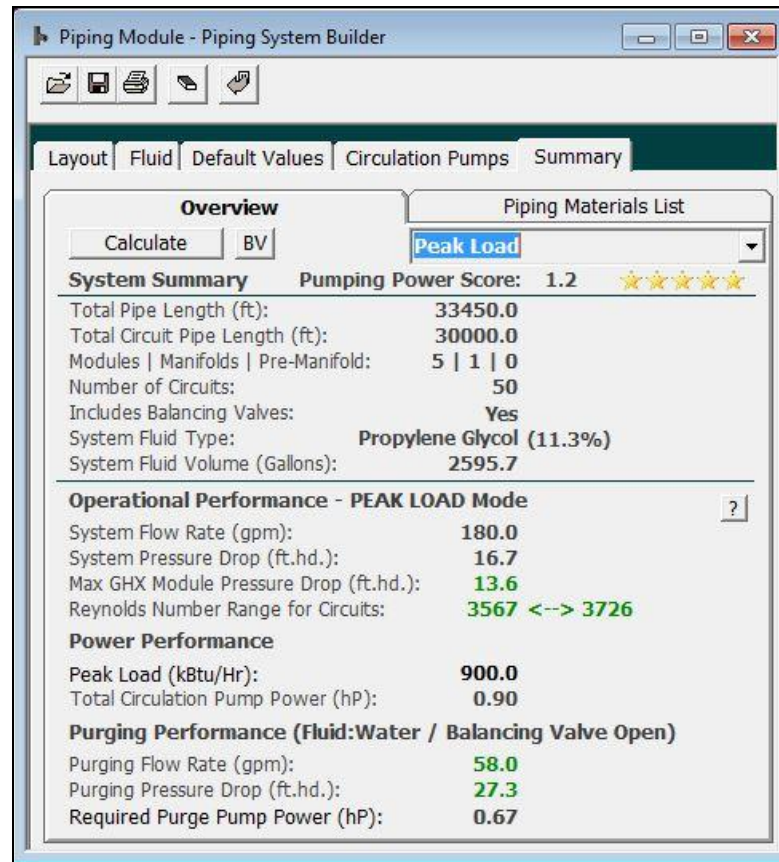 Piping Module - Piping System Builder
Layout Fluid Default Values Circulation Pumps Summary
Overview Piping Materials List
Calculate BV Peak Load
System Summary Pumping Power Score: 1.2
Total Pipe Length (ft): 33450.0
Total Circuit Pipe Length (ft): 30000.0
Modules | Manifolds | Pre-Manifold: 5 | 1 | 0
Number of Circuits: 50
Includes Balancing Valves: Yes
System Fluid Type: Propylene Glycol (11.3%)
System Fluid Volume (Gallons): 2595.7
Operational Performance - PEAK LOAD Mode ?
System Flow Rate (gpm): 180.0
System Pressure Drop (ft.hd.): 16.7
Max GHX Module Pressure Drop (ft.hd.): 13.6
Reynolds Number Range for Circuits: 3567 <--> 3726
Power Performance
Peak Load (kBtu/Hr): 900.0
Total Circulation Pump Power (hP): 0.90
Purging Performance (Fluid:Water / Balancing Valve Open)
Purging Flow Rate (gpm): 58.0
Purging Pressure Drop (ft.hd.): 27.3
Required Purge Pump Power (hP): 0.67